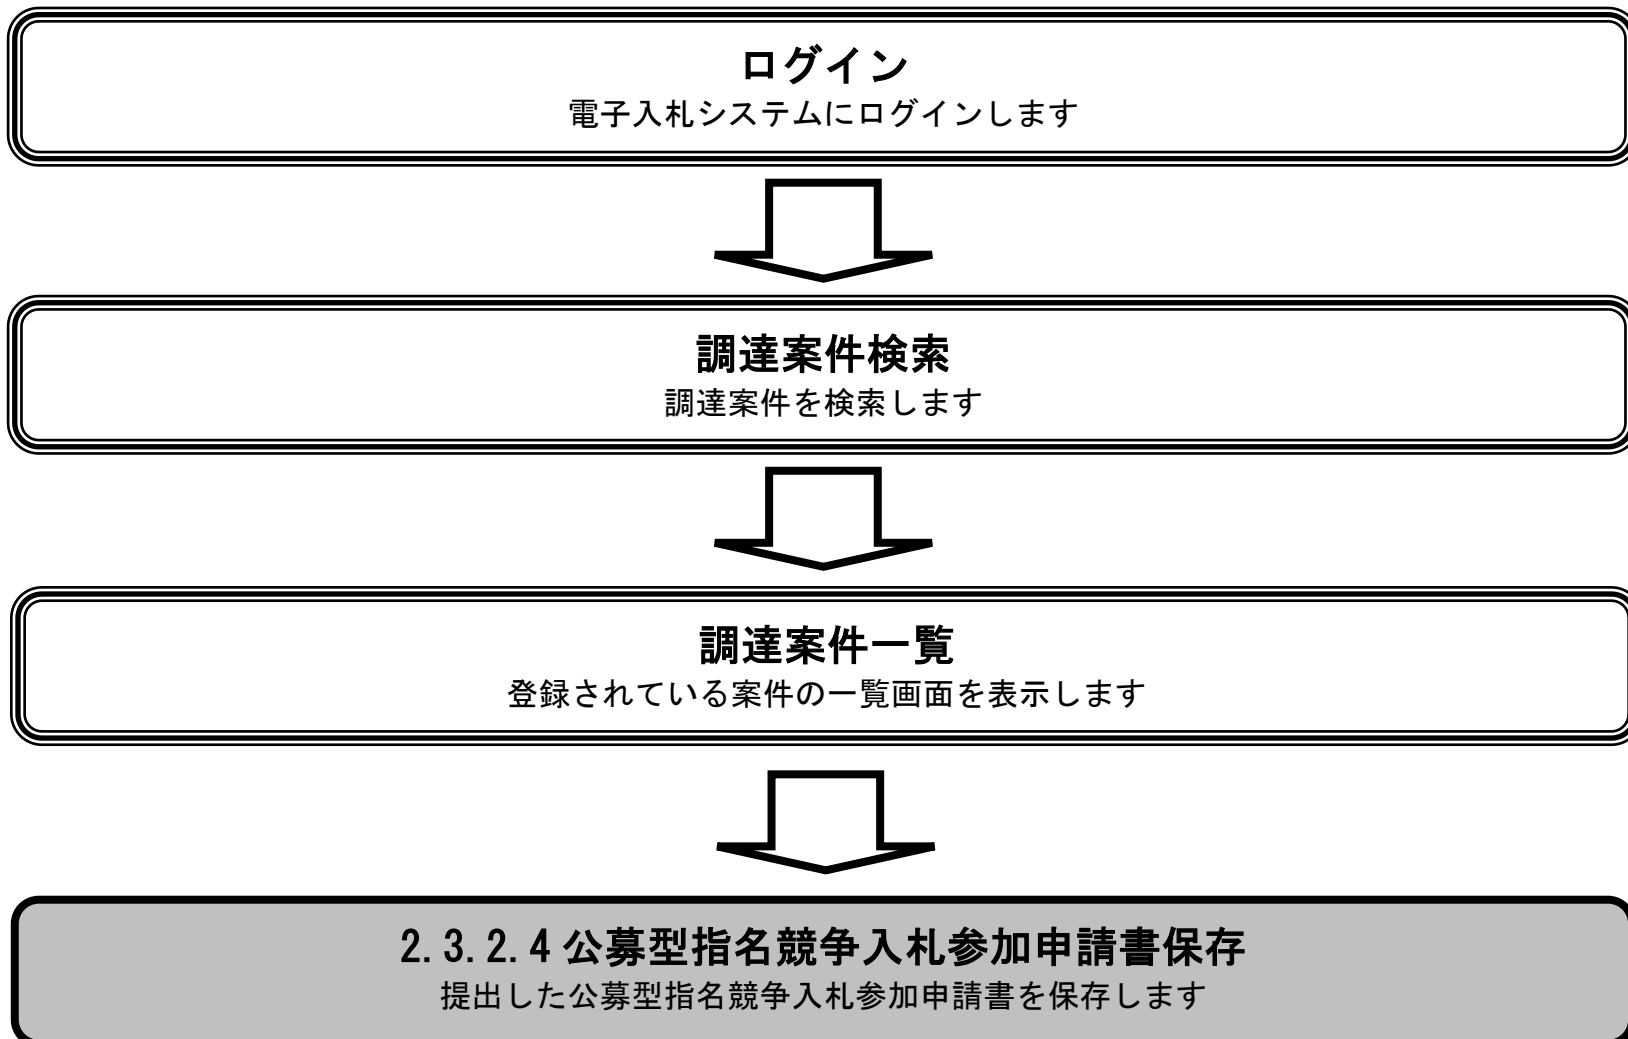 ログイン
電子入札システムにログインします
調達案件検索
調達案件を検索します
調達案件一覧
登録されている案件の一覧画面を表示します
2.3.2.4 公募型指名競争入札参加申請書保存
提出した公募型指名競争入札参加申請書を保存します